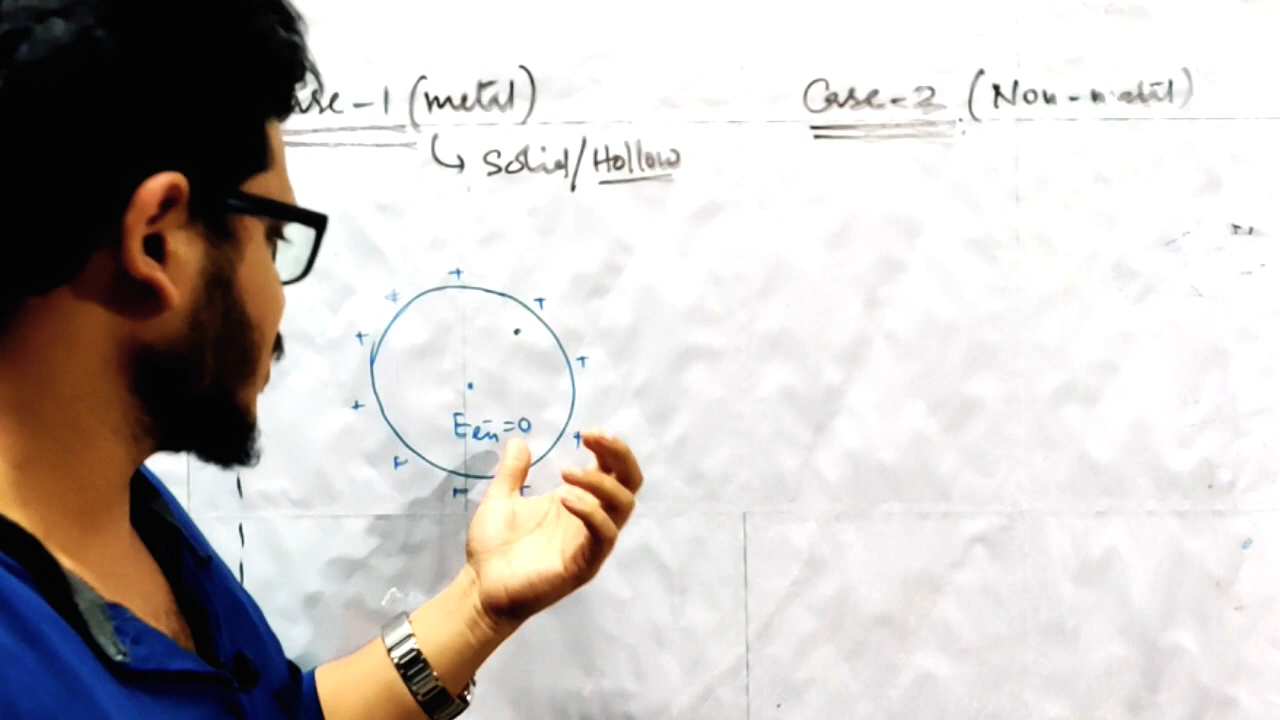 ase-1 (metal)
Case-2 (Non-metal)
↳ Solid/Hollow
+ +
+ +
+ +
+ Ein=0
+
+ +